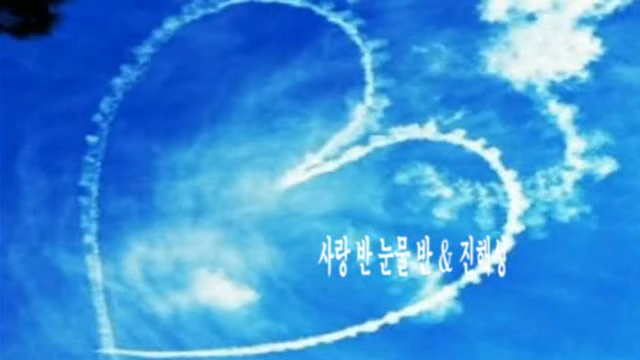 사랑 반 눈물 반 & 진해성